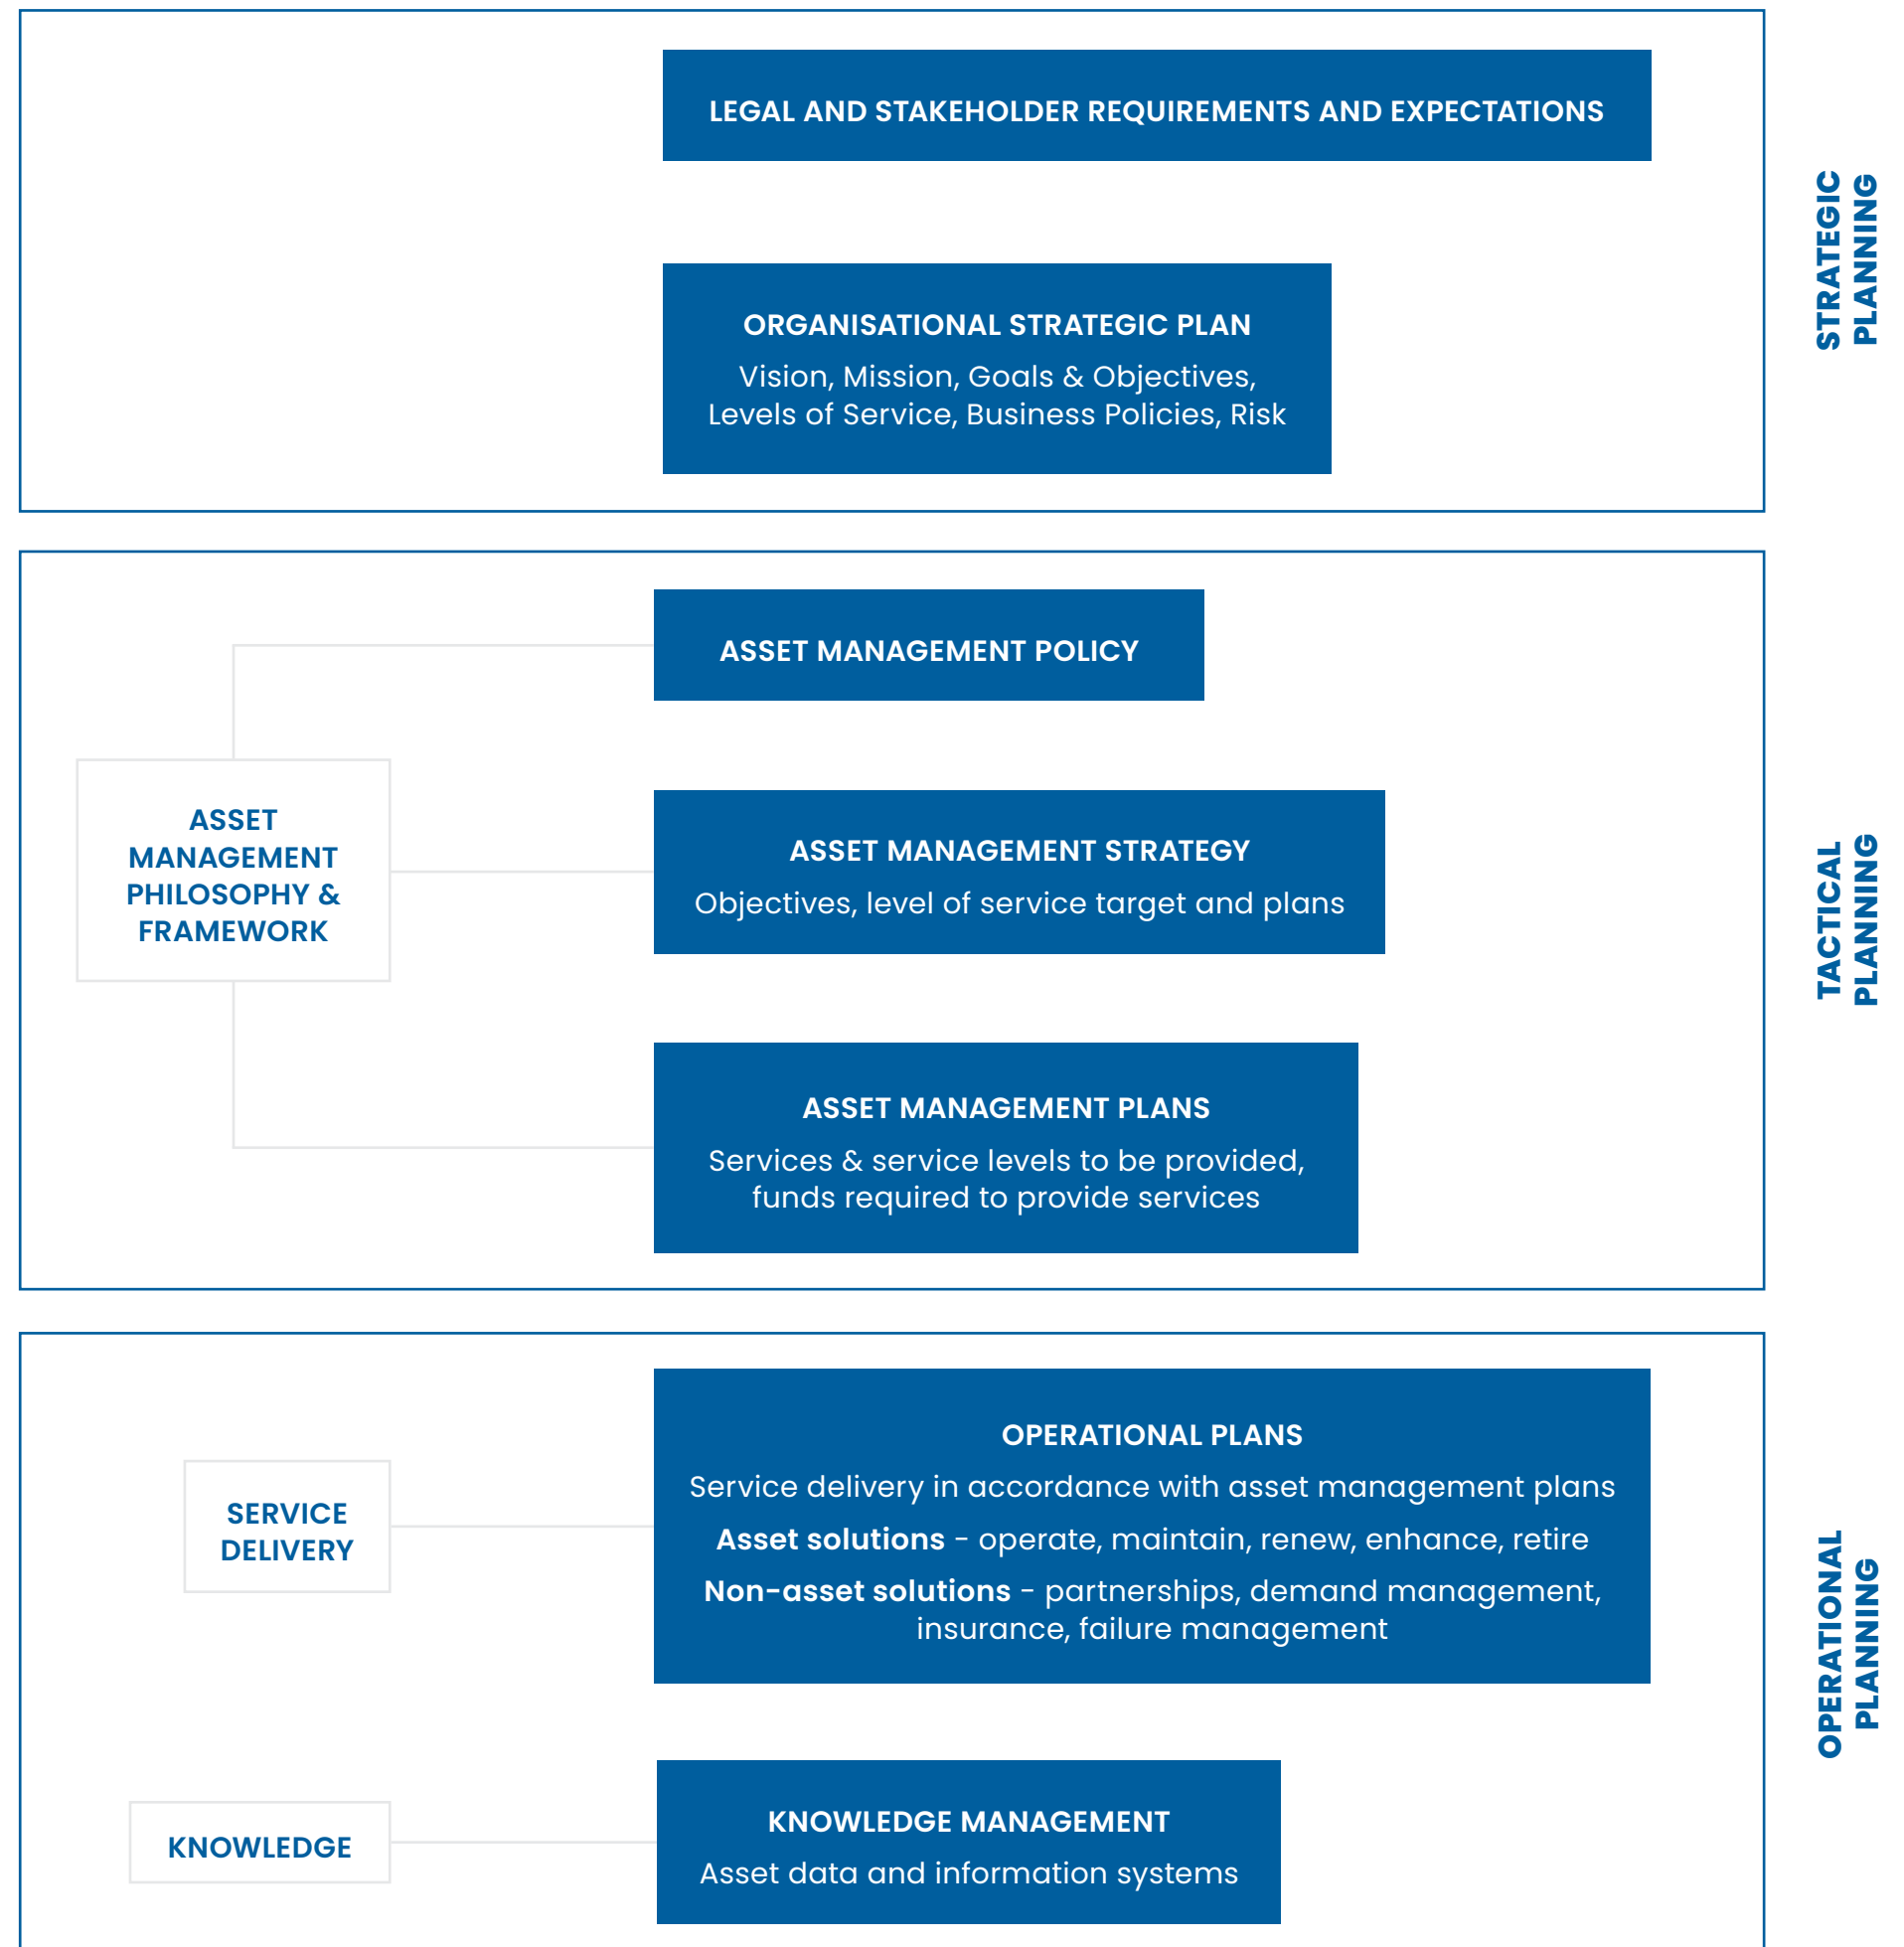 LEGAL AND STAKEHOLDER REQUIREMENTS AND EXPECTATIONS
ORGANISATIONAL STRATEGIC PLAN
Vision, Mission, Goals & Objectives,
Levels of Service, Business Policies, Risk
STRATEGIC
PLANNING
ASSET MANAGEMENT POLICY
ASSET
MANAGEMENT
PHILOSOPHY &
FRAMEWORK
ASSET MANAGEMENT STRATEGY
Objectives, level of service target and plans
ASSET MANAGEMENT PLANS
Services & service levels to be provided,
funds required to provide services
TACTICAL
PLANNING
SERVICE
DELIVERY
OPERATIONAL PLANS
Service delivery in accordance with asset management plans
Asset solutions - operate, maintain, renew, enhance, retire
Non-asset solutions - partnerships, demand management,
insurance, failure management
KNOWLEDGE
KNOWLEDGE MANAGEMENT
Asset data and information systems
OPERATIONAL
PLANNING